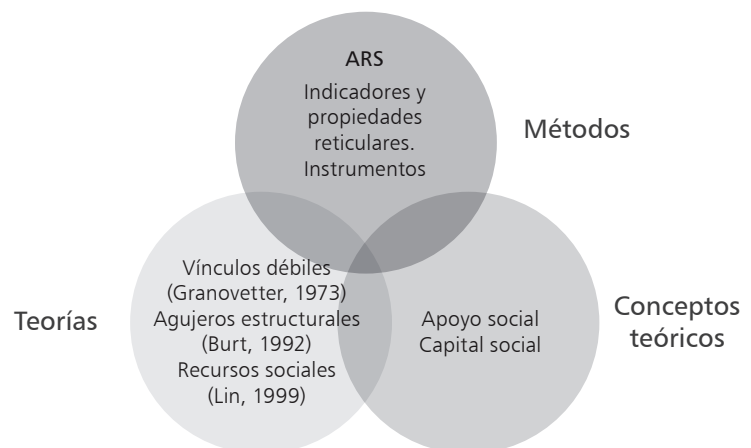 ARS
Indicadores y
propiedades
reticulares.
Instrumentos
Métodos
Teorías
Vínculos débiles
(Granovetter, 1973)
Agujeros estructurales
(Burt, 1992)
Recursos sociales
(Lin, 1999)
Apoyo social
Capital social
Conceptos
teóricos